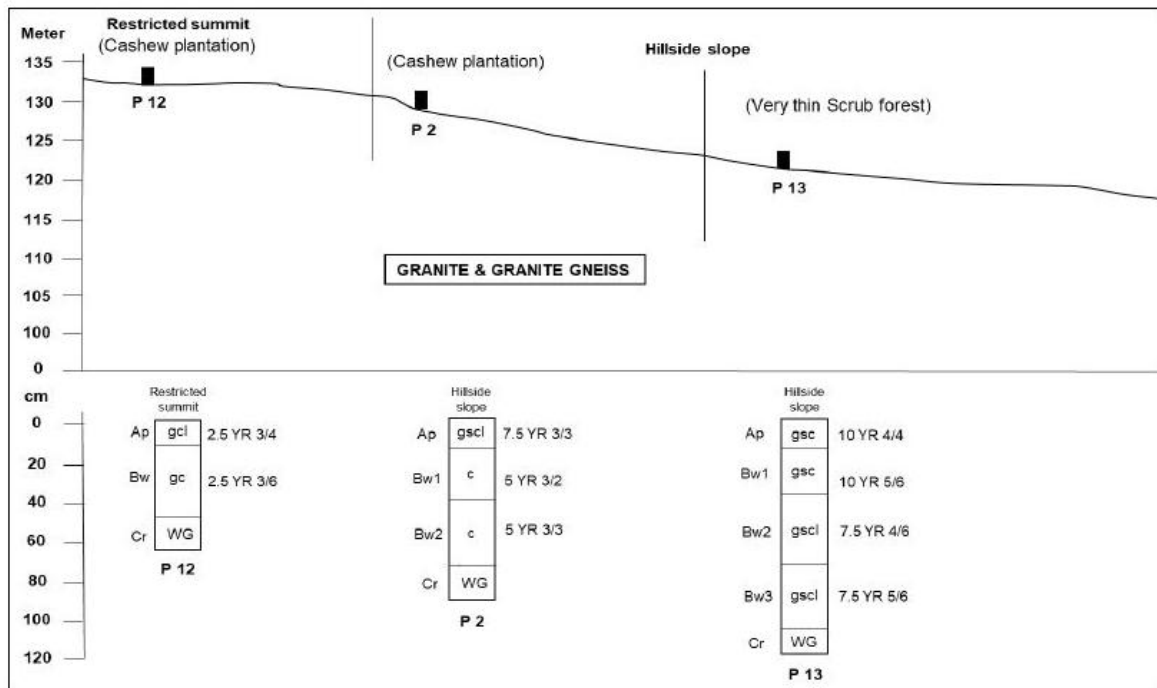 Meter
Restricted summit
(Cashew plantation)
(Cashew plantation)
Hillside slope
(Very thin Scrub forest)
135
130
125
120
115
110
105
100
0
P 12
P 2
P 13
GRANITE & GRANITE GNEISS
cm
0
20
40
60
80
100
120
Restricted
summit
Ap gcl 2.5 YR 3/4
Bw gc 2.5 YR 3/6
Cr WG
P 12
Hillside
slope
Ap gscl 7.5 YR 3/3
Bw1 c 5 YR 3/2
Bw2 c 5 YR 3/3
Cr WG
P 2
Hillside
slope
Ap gsc 10 YR 4/4
Bw1 gsc 10 YR 5/6
Bw2 gscl 7.5 YR 4/6
Bw3 gscl 7.5 YR 5/6
Cr WG
P 13